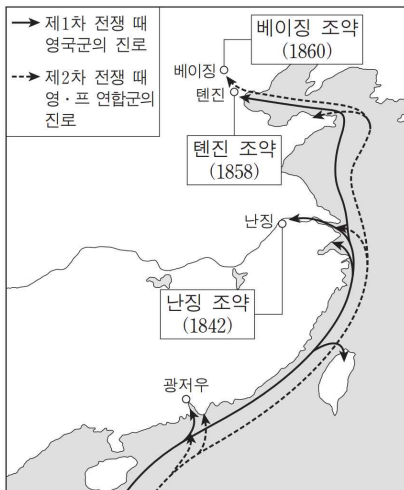 제1차 전쟁 때
영국군의 진로
제2차 전쟁 때
영·프 연합군의
진로
베이징 조약
(1860)
베이징
톈진
톈진 조약
(1858)
난징
난징 조약
(1842)
광저우